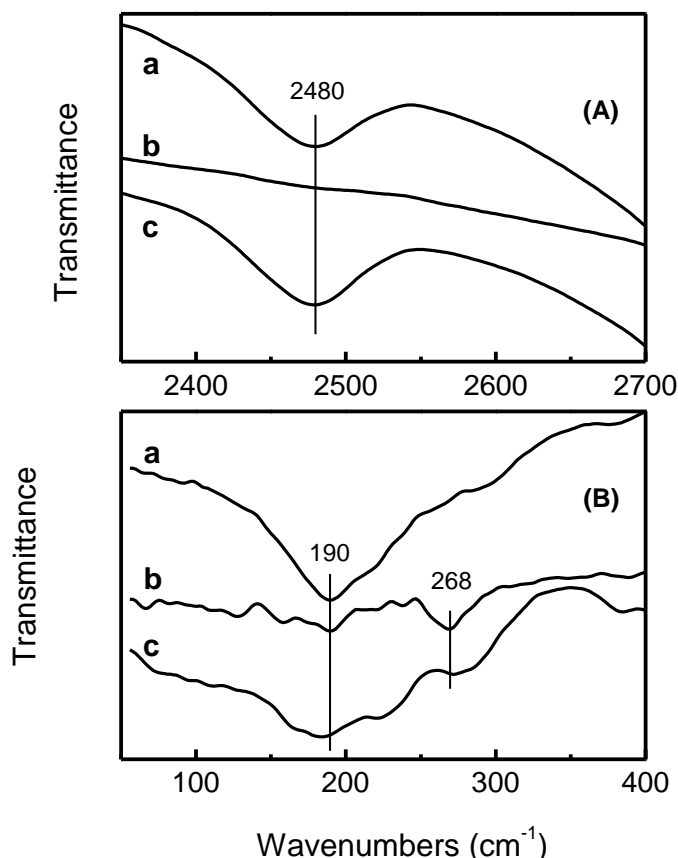 a
2480
(A)
b
c
Transmittance
2400 2500 2600 2700
a
(B)
190
b
268
c
Transmittance
100 200 300 400
Wavenumbers (cm⁻¹)